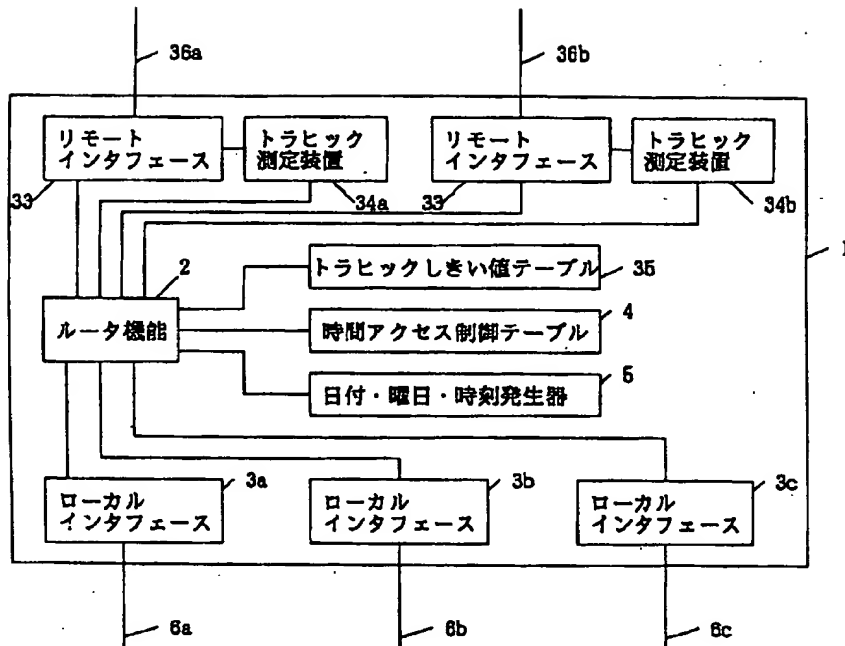 36a
36b
リモート
インタフェース
トラヒック
測定装置
リモート
インタフェース
トラヒック
測定装置
33
34a
33
34b
1
2
トラヒックしきい値テーブル
35
ルータ機能
4
時間アクセス制御テーブル
5
日付・曜日・時刻発生器
3a
3b
3c
ローカル
インタフェース
ローカル
インタフェース
ローカル
インタフェース
6a
6b
6c